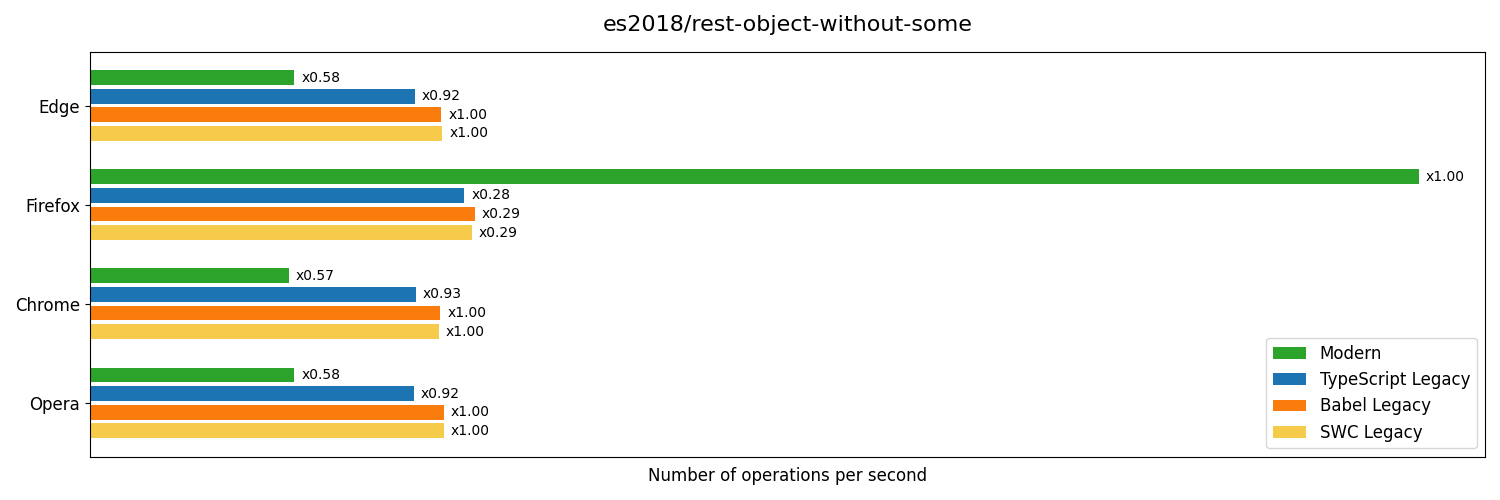 es2018/rest-object-without-some
Edge
x0.58
x0.92
x1.00
x1.00
Firefox
x1.00
x0.28
x0.29
x0.29
Chrome
x0.57
x0.93
x1.00
x1.00
Opera
x0.58
x0.92
x1.00
x1.00
Modern
TypeScript Legacy
Babel Legacy
SWC Legacy
Number of operations per second